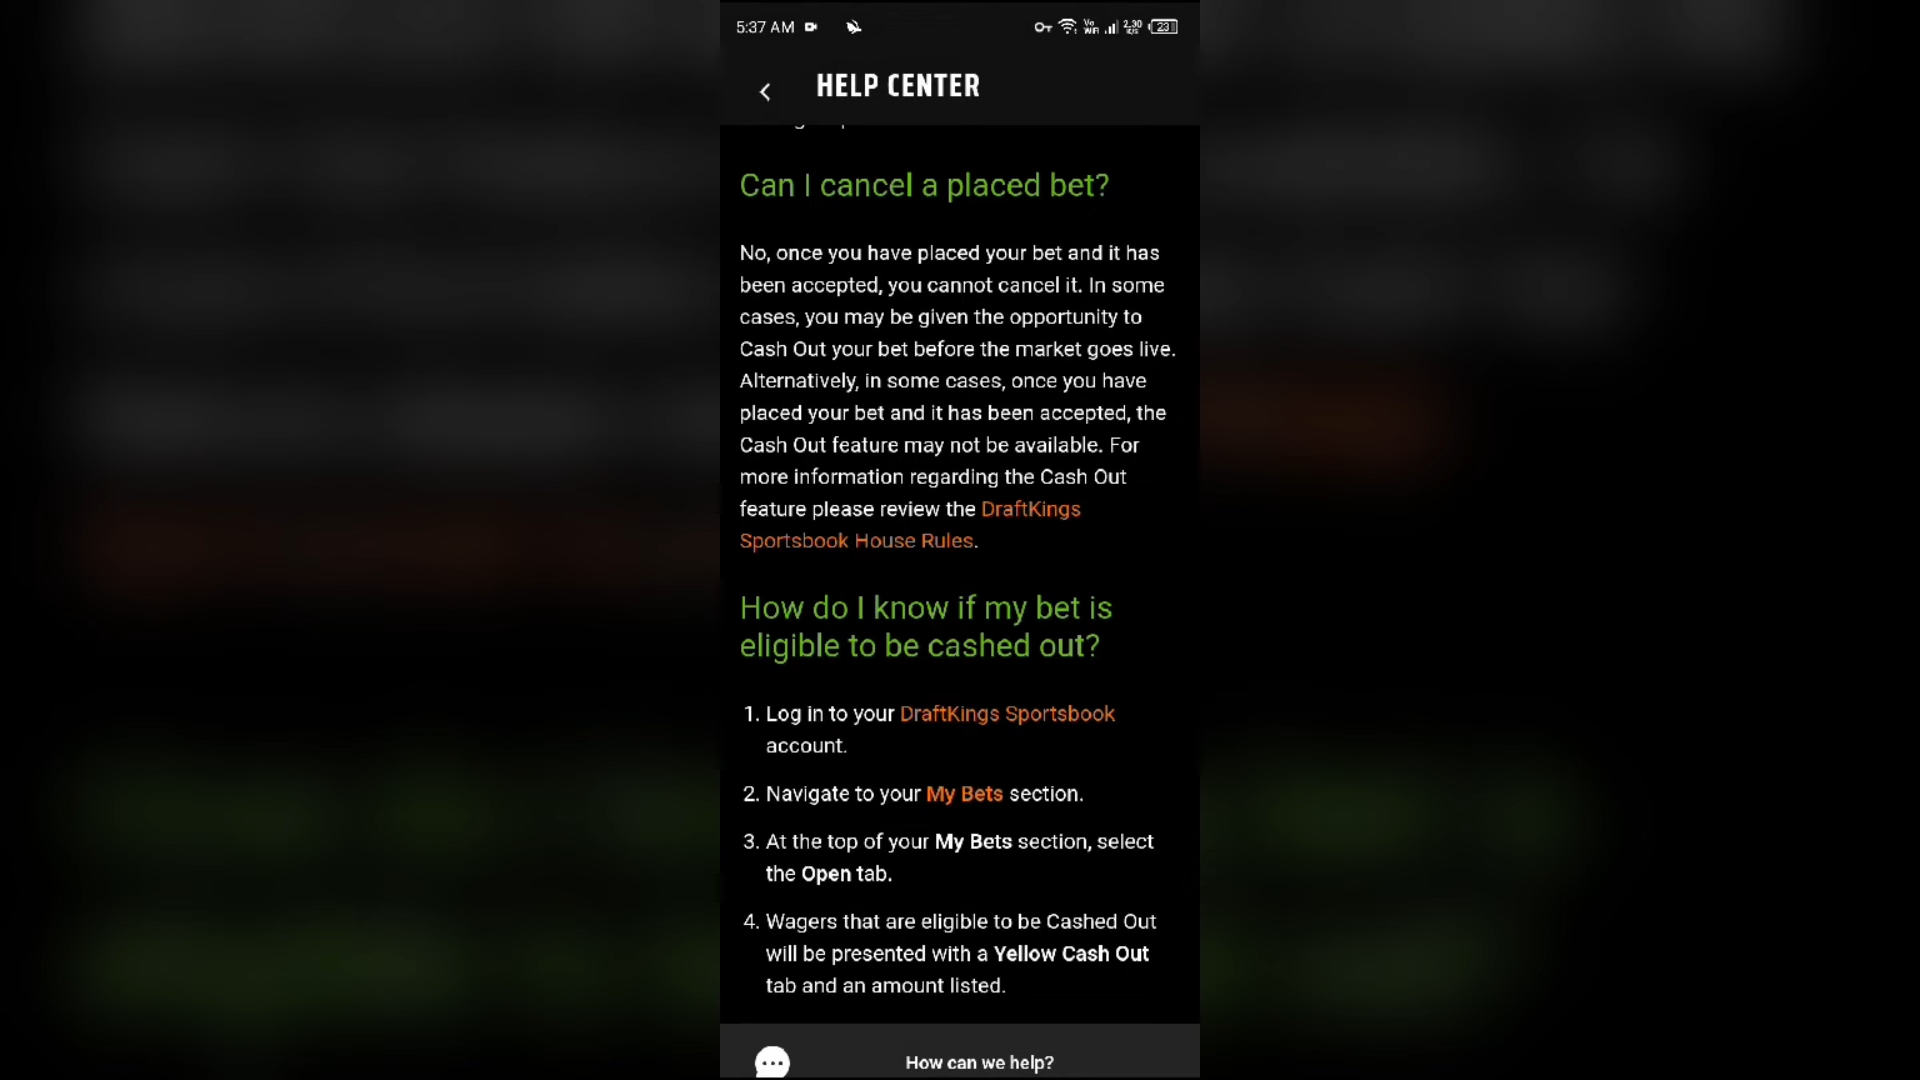 5:37 AM
Vo
WiFi
2.30
K/s
23
HELP CENTER
Can I cancel a placed bet?
No, once you have placed your bet and it has
been accepted, you cannot cancel it. In some
cases, you may be given the opportunity to
Cash Out your bet before the market goes live.
Alternatively, in some cases, once you have
placed your bet and it has been accepted, the
Cash Out feature may not be available. For
more information regarding the Cash Out
feature please review the DraftKings
Sportsbook House Rules.
How do I know if my bet is
eligible to be cashed out?
1. Log in to your DraftKings Sportsbook
account.
2. Navigate to your My Bets section.
3. At the top of your My Bets section, select
the Open tab.
4. Wagers that are eligible to be Cashed Out
will be presented with a Yellow Cash Out
tab and an amount listed.
How can we help?